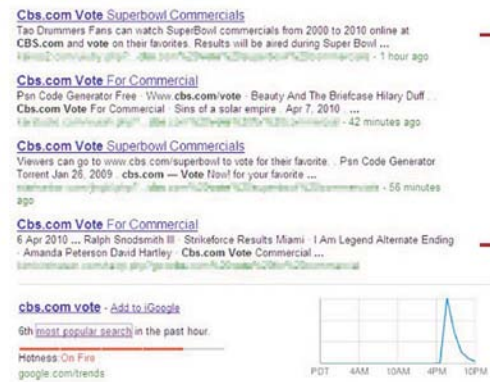 Cbs.com Vote Superbowl Commercials
Tao Drummers Fans can watch SuperBowl commercials from 2000 to 2010 online at
CBS.com and vote on their favorites. Results will be aired during Super Bowl ...
- 1 hour ago
Cbs.com Vote For Commercial
Psn Code Generator Free · Www.cbs.com/vote · Beauty And The Briefcase Hilary Duff . .
Cbs.com Vote For Commercial · Sins of a solar empire . Apr 7, 2010 . ...
- 42 minutes ago
Cbs.com Vote Superbowl Commercials
Viewers can go to www.cbs.com/superbowl to vote for their favorite. . Psn Code Generator
Torrent Jan 26, 2009 . cbs.com — Vote Now! for your favorite ...
- 56 minutes
ago
Cbs.com Vote For Commercial
6 Apr 2010 ... Ralph Snodsmith III · Strikeforce Results Miami · I Am Legend Alternate Ending
· Amanda Peterson David Hartley · Cbs.com Vote Commercial ...
cbs.com vote - Add to iGoogle
6th most popular search in the past hour.
Hotness: On Fire
google.com/trends
PDT 4AM 10AM 4PM 10PM